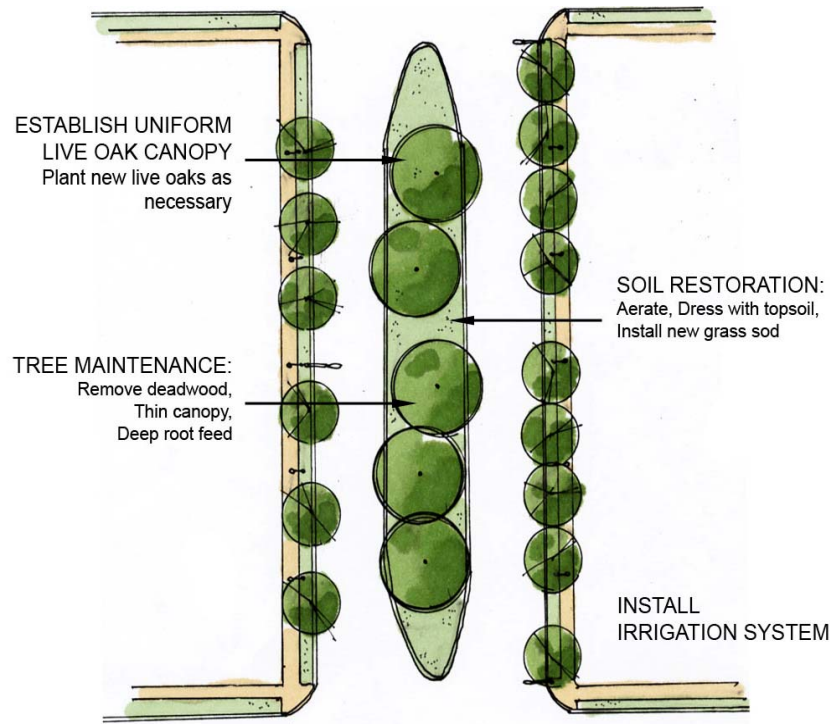 ESTABLISH UNIFORM
LIVE OAK CANOPY
Plant new live oaks as
necessary
SOIL RESTORATION:
Aerate, Dress with topsoil,
Install new grass sod
TREE MAINTENANCE:
Remove deadwood,
Thin canopy,
Deep root feed
INSTALL
IRRIGATION SYSTEM